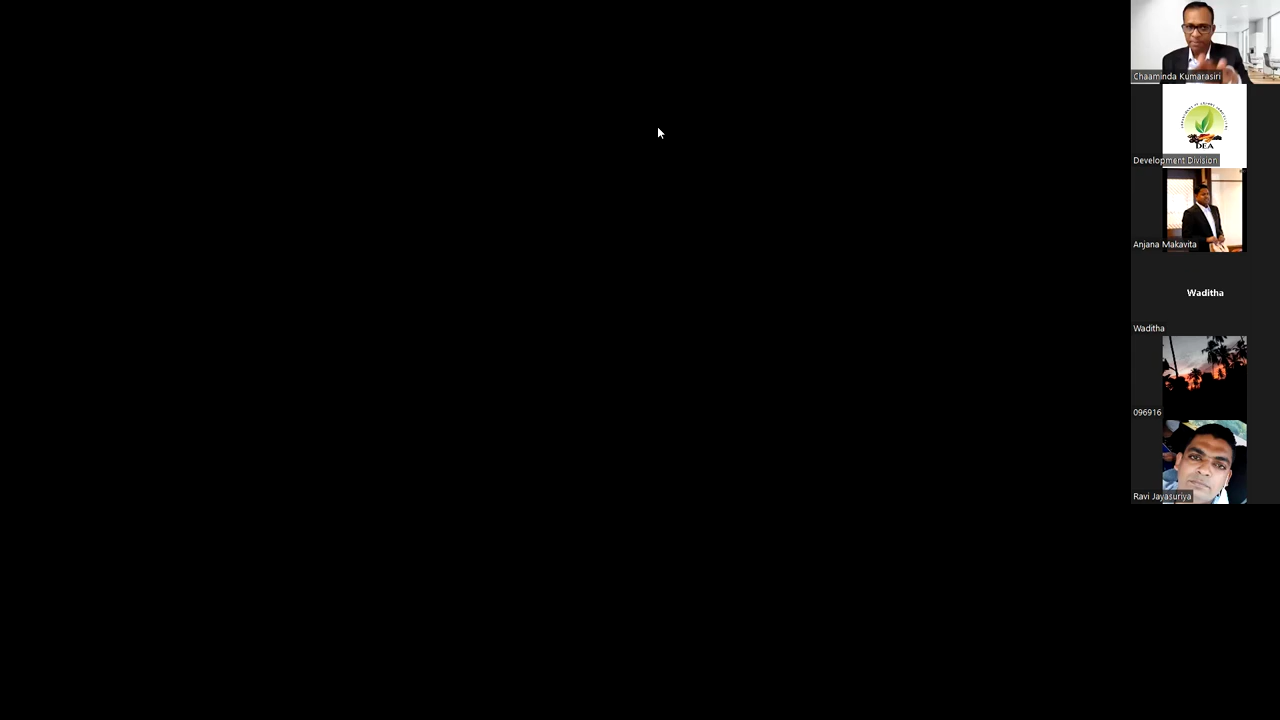 Chaaminda Kumarasiri
DEA
Development Division
Anjana Makavita
Waditha
Waditha
096916
Ravi Jayasuriya